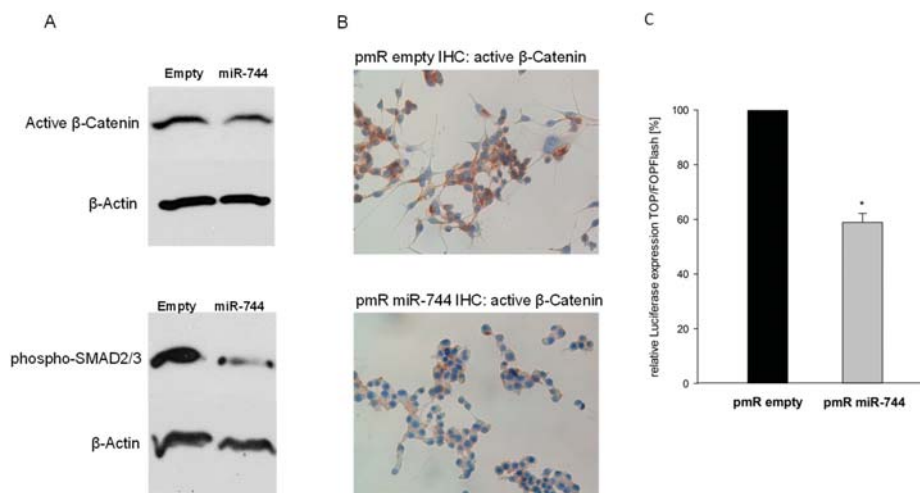 A
Empty miR-744
Active β-Catenin
β-Actin
Empty miR-744
phospho-SMAD2/3
β-Actin
B
pmR empty IHC: active β-Catenin
pmR miR-744 IHC: active β-Catenin
C
relative Luciferase expression TOP/FOPFlash [%]
100
80
60
40
20
0
*
pmR empty pmR miR-744